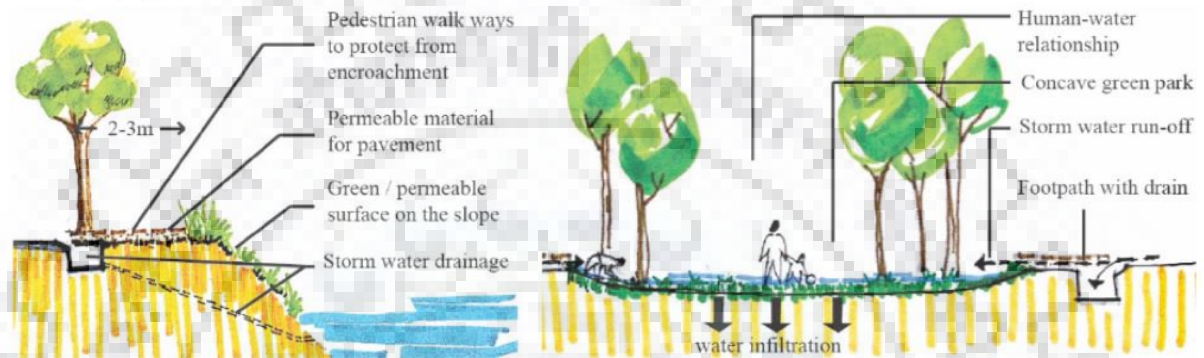 Pedestrian walk ways
to protect from
encroachment
2-3m
Permeable material
for pavement
Green / permeable
surface on the slope
Storm water drainage
Human-water
relationship
Concave green park
Storm water run-off
Footpath with drain
water infiltration